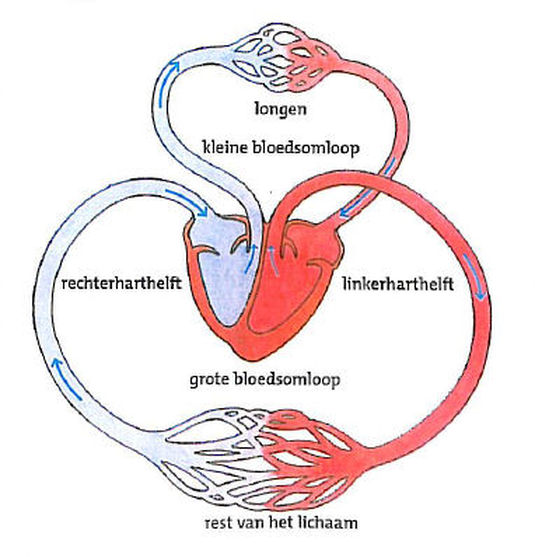 longen
kleine bloedsomloop
rechterharthelft
linkerharthelft
grote bloedsomloop
rest van het lichaam